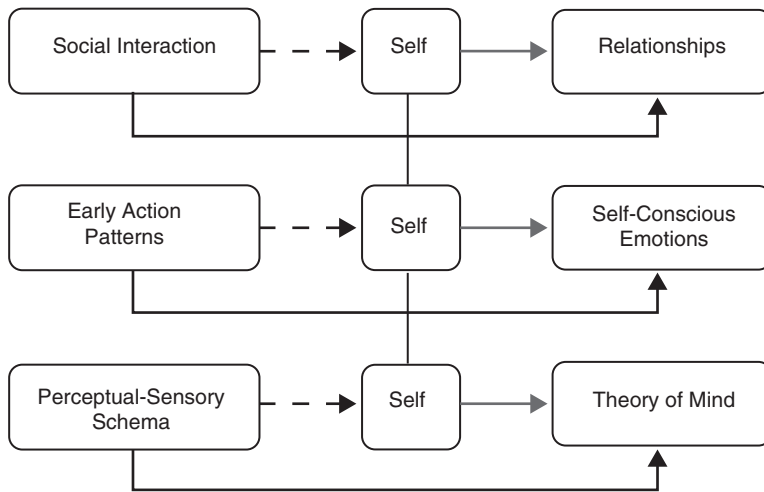 Social Interaction
Self
Relationships
Early Action
Patterns
Self
Self-Conscious
Emotions
Perceptual-Sensory
Schema
Self
Theory of Mind